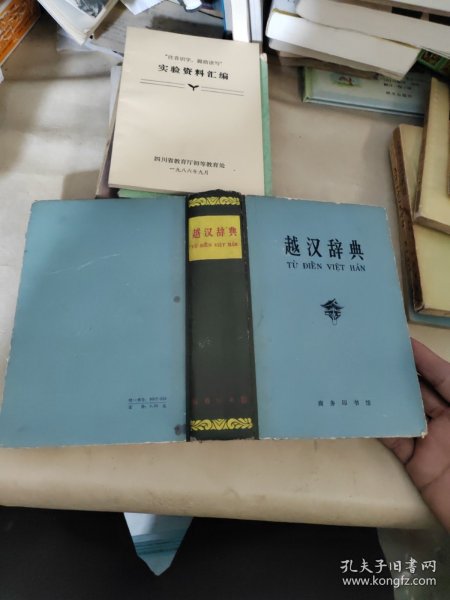 "注音识字,提前读写"
实验资料汇编
四川省教育厅初等教育处
一九八六年九月
越汉辞典
TỪ ĐIỂN VIỆT HÁN
越汉辞典
TỪ ĐIỂN VIỆT HÁN
商务印书馆
孔夫子旧书网
www.kongfz.com